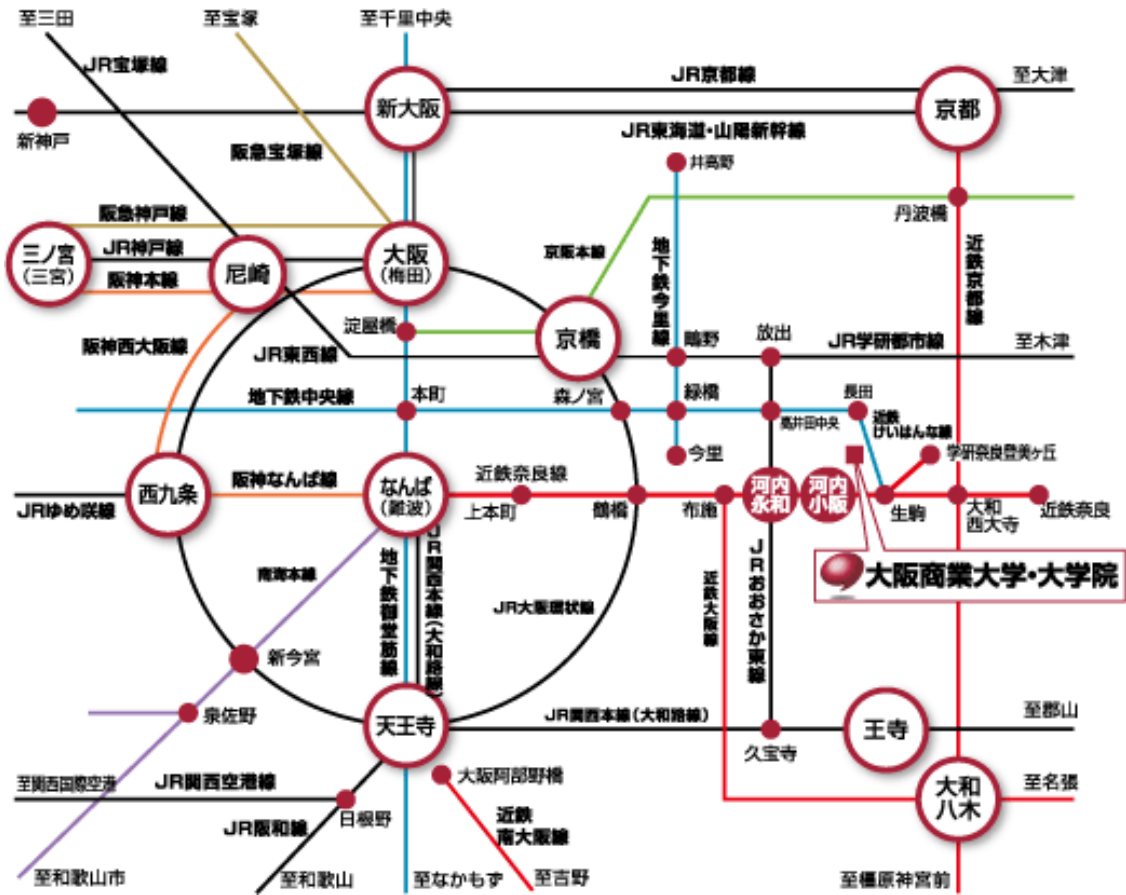 至三田
至宝塚
至千里中央
JR宝塚線
JR京都線
至大津
新大阪
京都
新神戸
JR東海道・山陽新幹線
阪急宝塚線
井高野
丹波橋
阪急神戸線
三ノ宮
(三宮)
JR神戸線
阪神本線
尼崎
大阪
(梅田)
京阪本線
地下鉄今里線
近鉄京都線
淀屋橋
京橋
阪神西大阪線
JR東西線
鴫野
放出
JR学研都市線
至木津
地下鉄中央線
本町
森ノ宮
緑橋
高井田中央
長田
近鉄
けいはんな線
今里
学研奈良登美ヶ丘
西九条
阪神なんば線
なんば
(難波)
近鉄奈良線
上本町
鶴橋
布施
河内
永和
河内
小阪
生駒
大和
西大寺
近鉄奈良
JRゆめ咲線
大阪商業大学・大学院
南海本線
地下鉄御堂筋線
JR関西本線(大和路線)
JR大阪環状線
近鉄大阪線
JRおおさか東線
新今宮
泉佐野
天王寺
JR関西本線(大和路線)
久宝寺
王寺
至郡山
至関西国際空港
JR関西空港線
日根野
大阪阿部野橋
大和
八木
至名張
JR阪和線
近鉄
南大阪線
至和歌山市
至和歌山
至なかもず
至吉野
至橿原神宮前